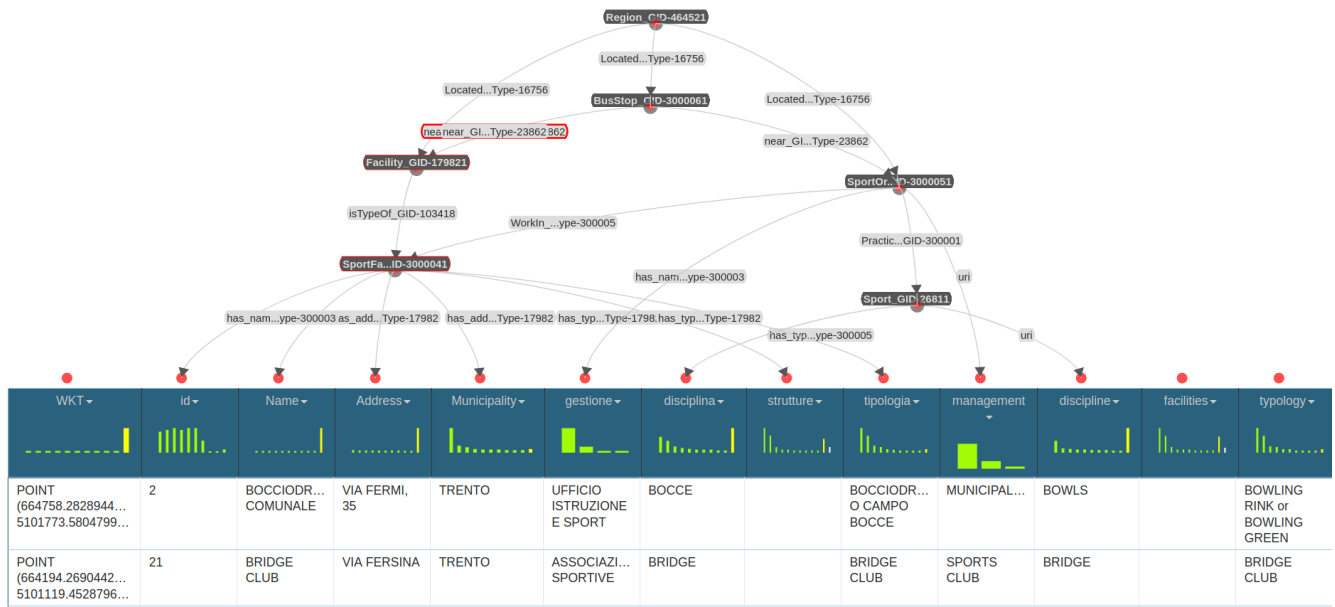 Region_GID-464521
Located...Type-16756
Located...Type-16756
BusStop_GID-3000061
Located...Type-16756
near_GI...Type-23862
862
near_GI...Type-23862
Facility_GID-179821
SportOr...ID-3000051
isTypeOf_GID-103418
WorkIn_...ype-300005
Practic...GID-300001
SportFa...ID-3000041
has_nam...ype-300003
uri
Sport_GID-26811
has_nam...ype-300003
as_add...Type-17982
has_add...Type-17982
has_typ...Type-1798
has_typ...Type-17982
has_typ...ype-300005
uri
WKT
id
Name
Address
Municipality
gestione
disciplina
strutture
tipologia
management
discipline
facilities
typology
POINT
(664758.2828944...
5101773.5804799...
2
BOCCIODR...
COMUNALE
VIA FERMI,
35
TRENTO
UFFICIO
ISTRUZIONE
E SPORT
BOCCE
BOCCIODR...
O CAMPO
BOCCE
MUNICIPAL...
BOWLS
BOWLING
RINK or
BOWLING
GREEN
POINT
(664194.2690442...
5101119.4528796...
21
BRIDGE
CLUB
VIA FERSINA
TRENTO
ASSOCIAZI...
SPORTIVE
BRIDGE
BRIDGE
CLUB
SPORTS
CLUB
BRIDGE
BRIDGE
CLUB